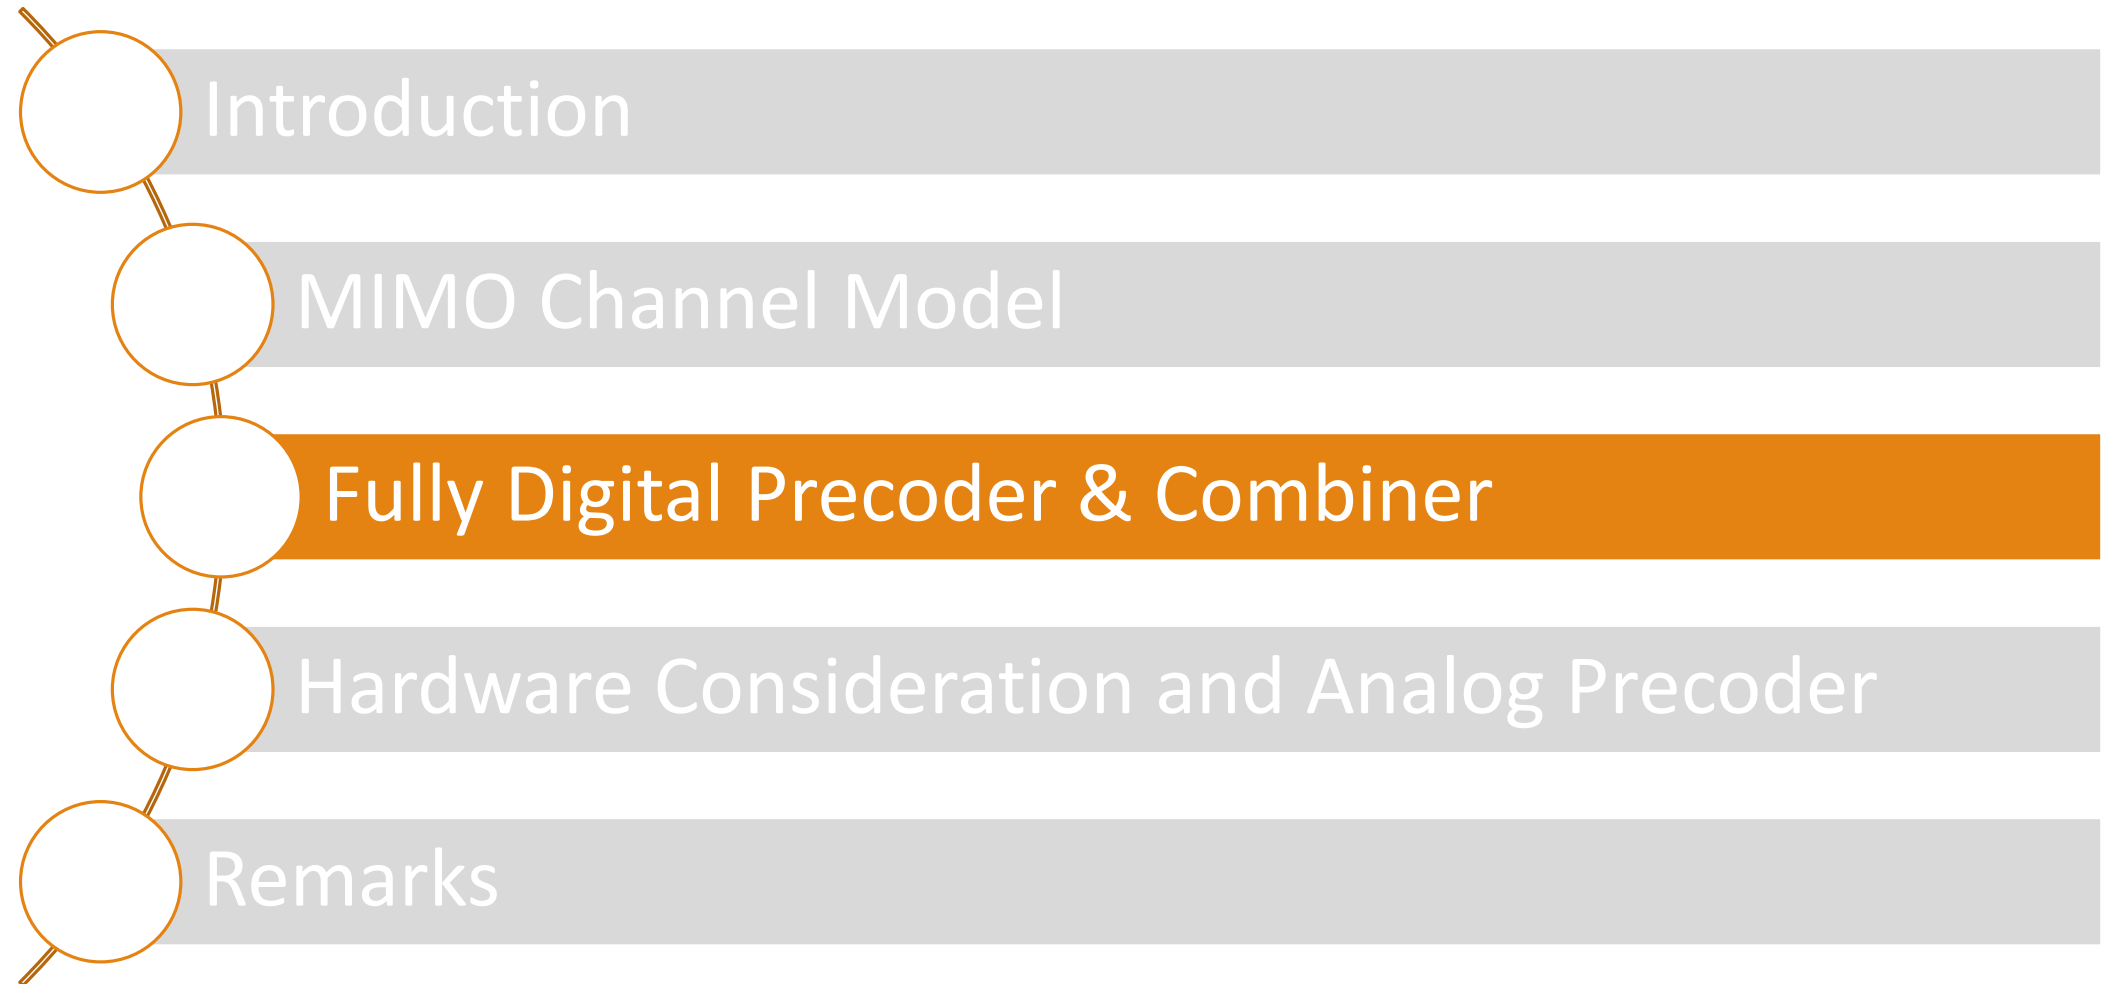 Introduction
MIMO Channel Model
Fully Digital Precoder & Combiner
Hardware Consideration and Analog Precoder
Remarks